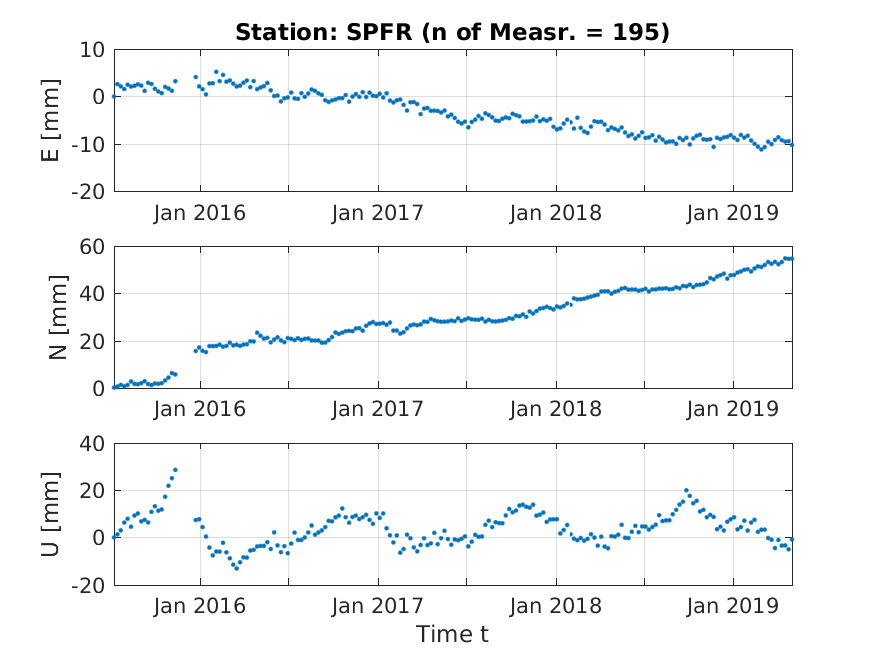 Station: SPFR (n of Measr. = 195)
10
0
-10
-20
E [mm]
Jan 2016 Jan 2017 Jan 2018 Jan 2019
60
40
20
0
N [mm]
Jan 2016 Jan 2017 Jan 2018 Jan 2019
40
20
0
-20
U [mm]
Jan 2016 Jan 2017 Jan 2018 Jan 2019
Time t